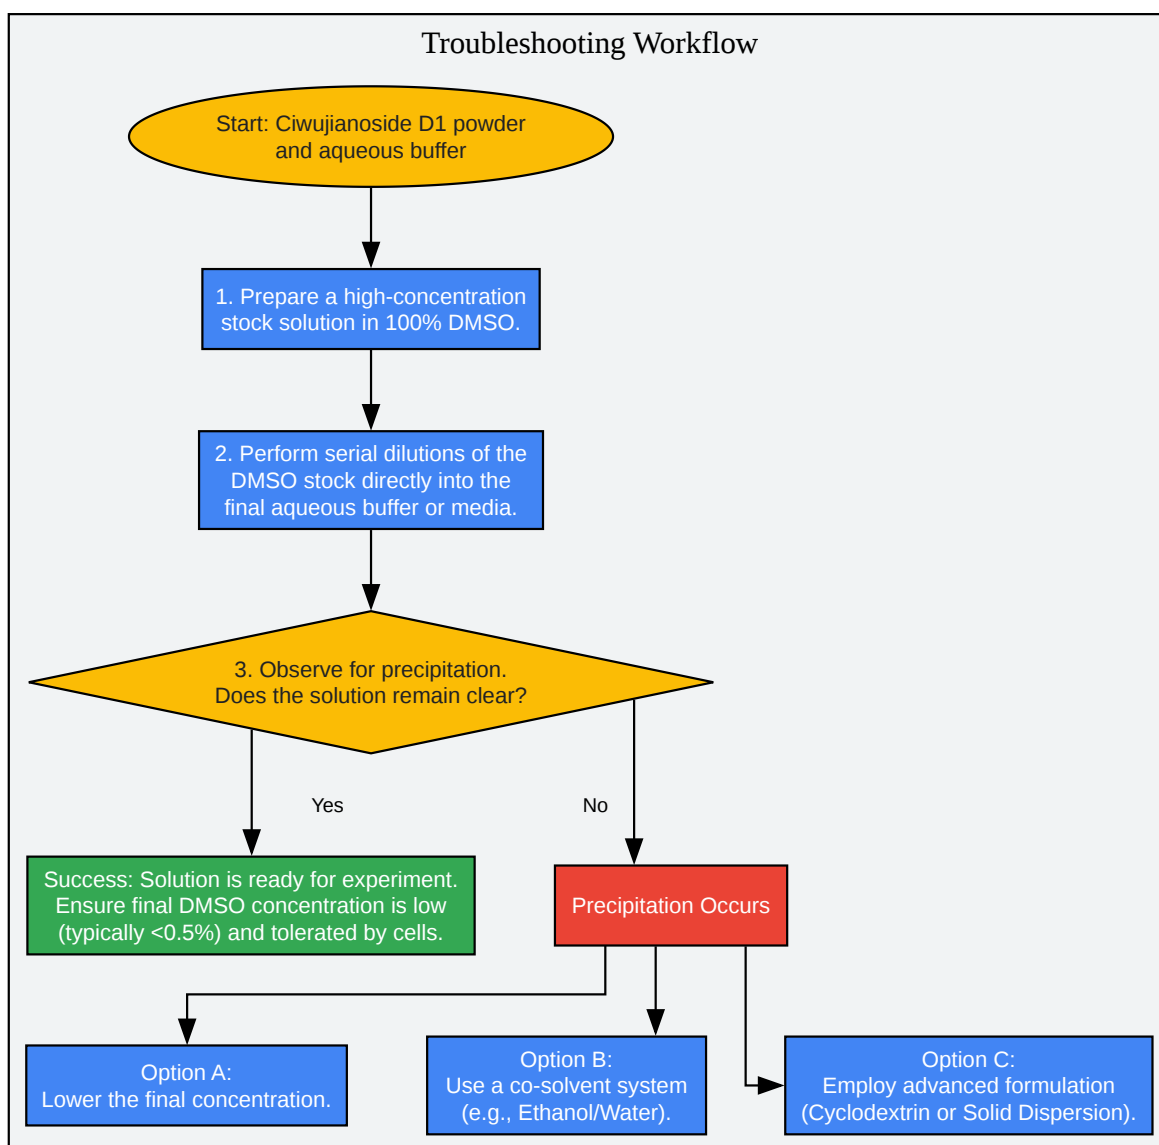 Troubleshooting Workflow
Start: Ciwujianoside D1 powder
and aqueous buffer
1. Prepare a high-concentration
stock solution in 100% DMSO.
2. Perform serial dilutions of the
DMSO stock directly into the
final aqueous buffer or media.
3. Observe for precipitation.
Does the solution remain clear?
Yes
No
Success: Solution is ready for experiment.
Ensure final DMSO concentration is low
(typically <0.5%) and tolerated by cells.
Precipitation Occurs
Option A:
Lower the final concentration.
Option B:
Use a co-solvent system
(e.g., Ethanol/Water).
Option C:
Employ advanced formulation
(Cyclodextrin or Solid Dispersion).